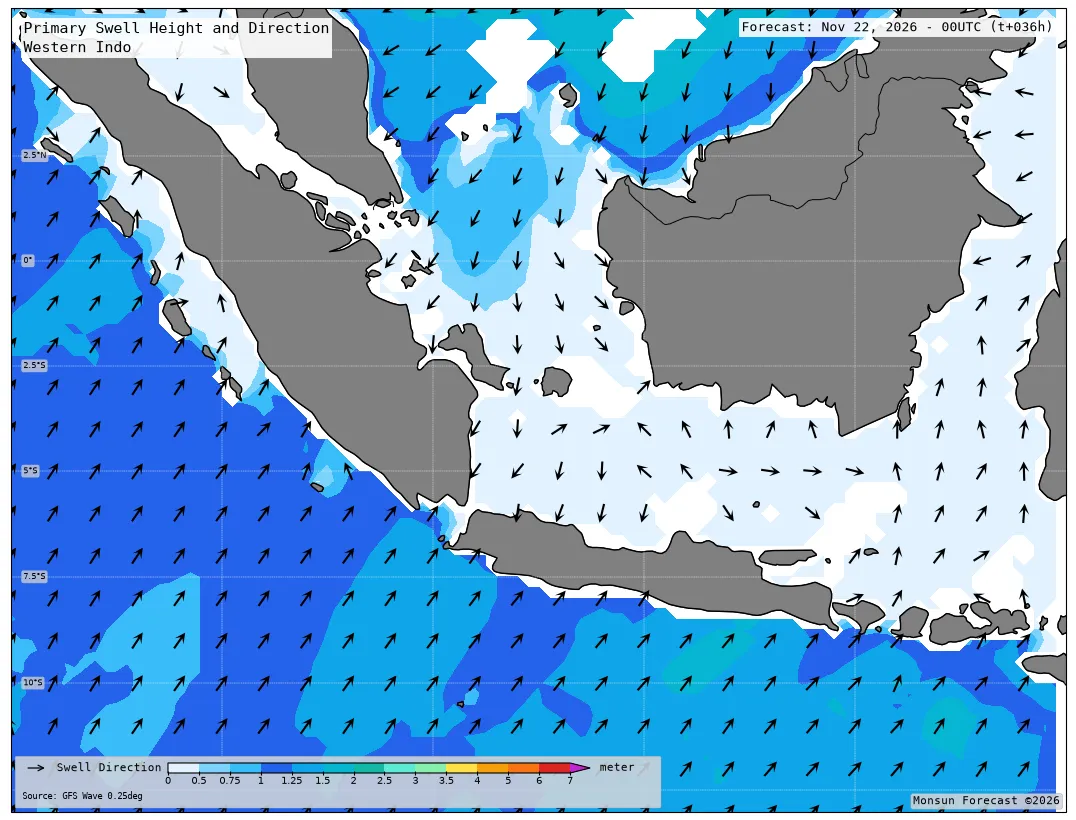 Primary Swell Height and Direction
Western Indo
Forecast: Nov 22, 2026 - 00UTC (t+036h)
2.5°N
0°
2.5°S
5°S
7.5°S
10°S
Swell Direction
meter
0 0.5 0.75 1 1.25 1.5 2 2.5 3 3.5 4 5 6 7
Source: GFS Wave 0.25deg
Monsun Forecast ©2026